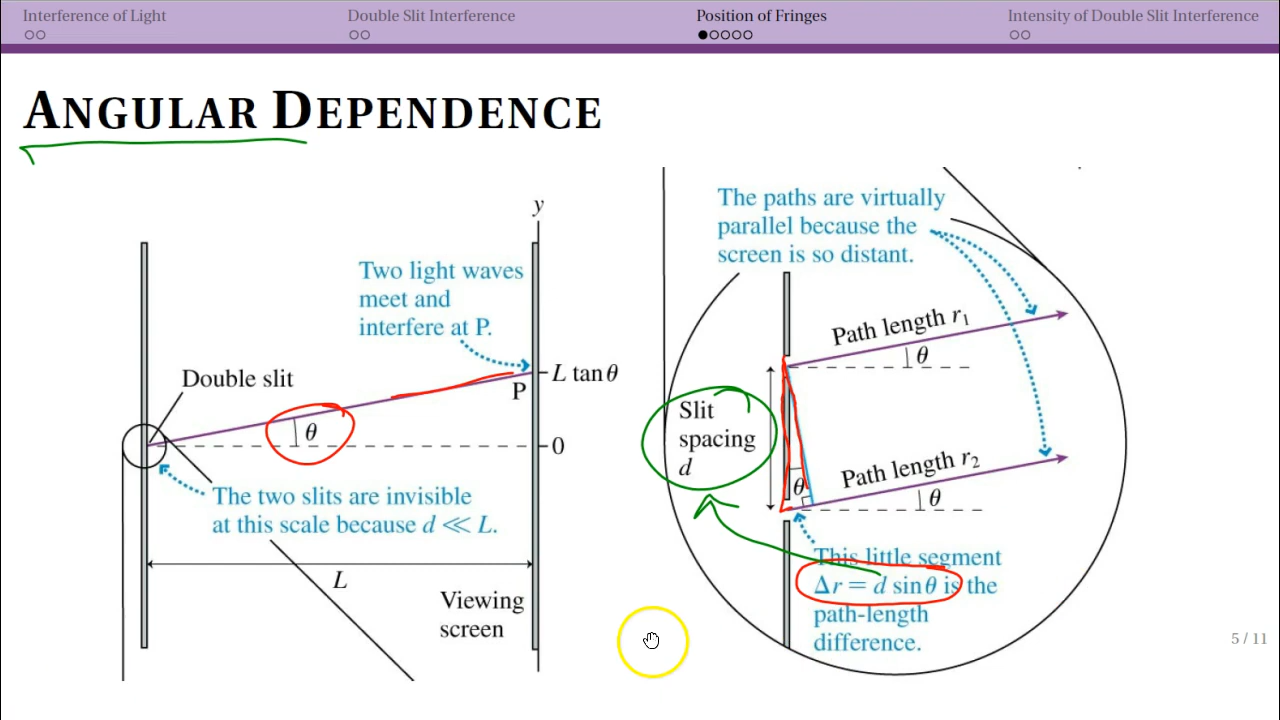 Interference of Light
Double Slit Interference
Position of Fringes
Intensity of Double Slit Interference
ANGULAR DEPENDENCE
y
Two light waves
meet and
interfere at P.
Double slit
L tan θ
P
θ
0
The two slits are invisible
at this scale because d ≪ L.
L
Viewing
screen
The paths are virtually
parallel because the
screen is so distant.
Path length r₁
θ
Slit
spacing
d
θ
Path length r₂
θ
This little segment
Δr = d sin θ is the
path-length
difference.
5 / 11